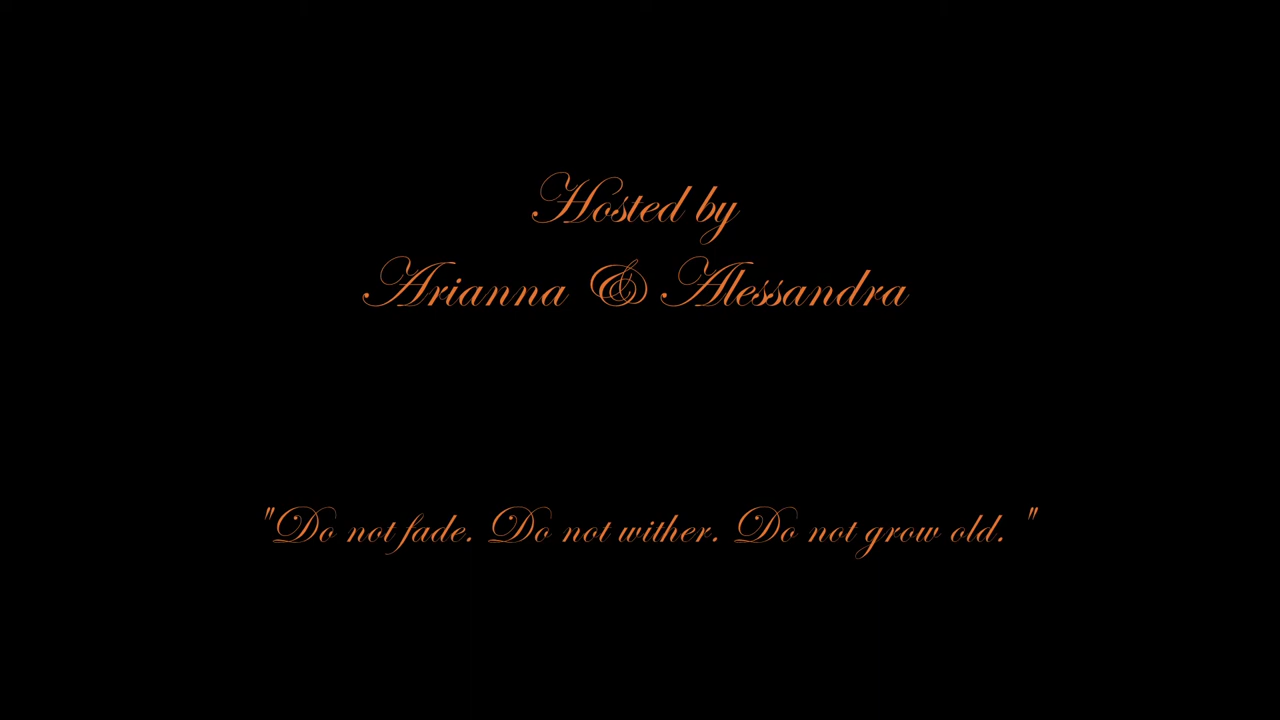 Hosted by
Arianna & Alessandra
"Do not fade. Do not wither. Do not grow old. "